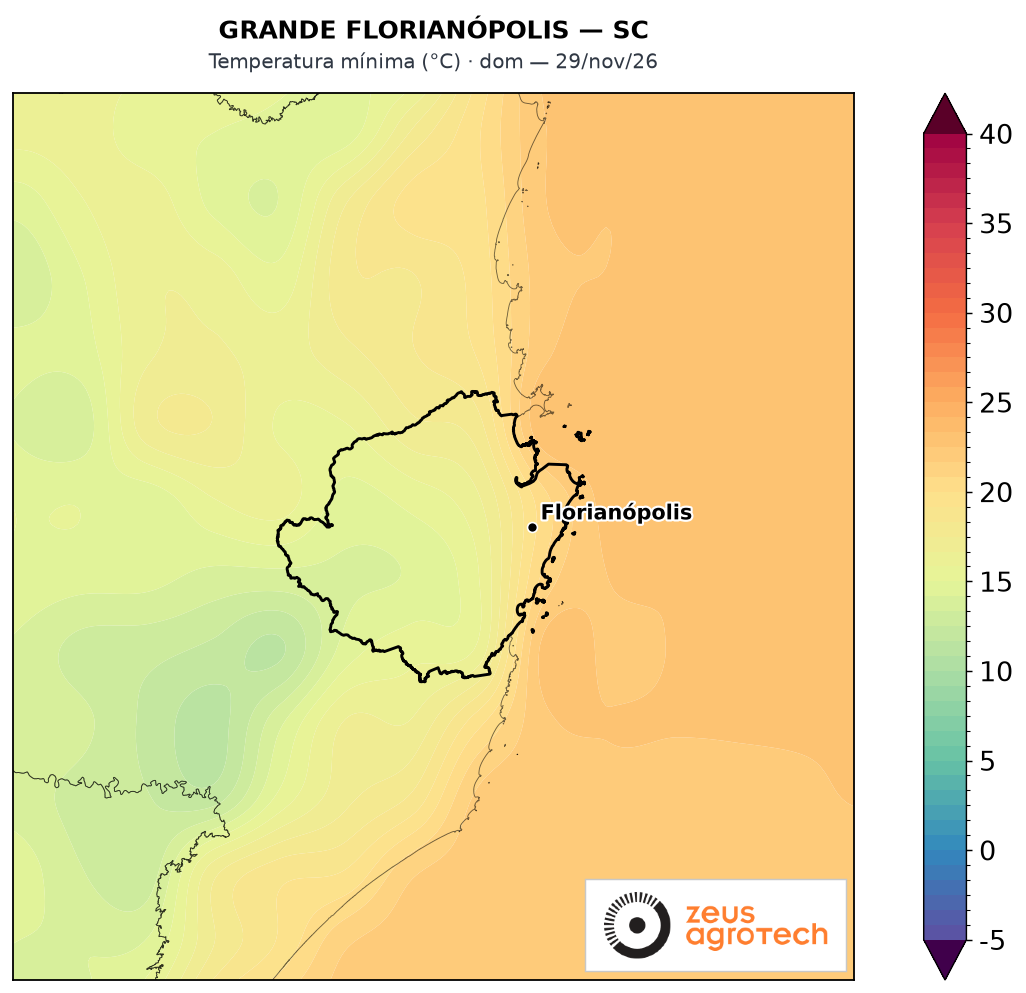 GRANDE FLORIANÓPOLIS — SC
Temperatura mínima (°C) · dom — 29/nov/26
40
35
30
25
20
15
10
5
0
-5
Florianópolis
zeus
agrotech